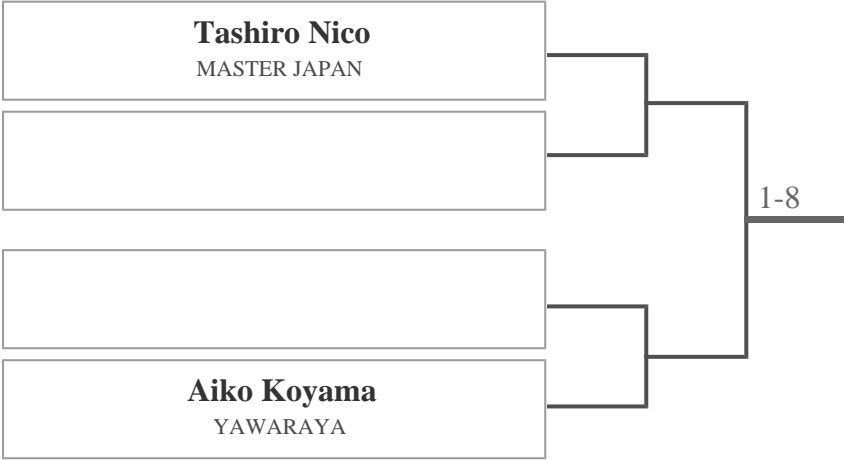 Tashiro Nico
MASTER JAPAN
1-8
Aiko Koyama
YAWARAYA